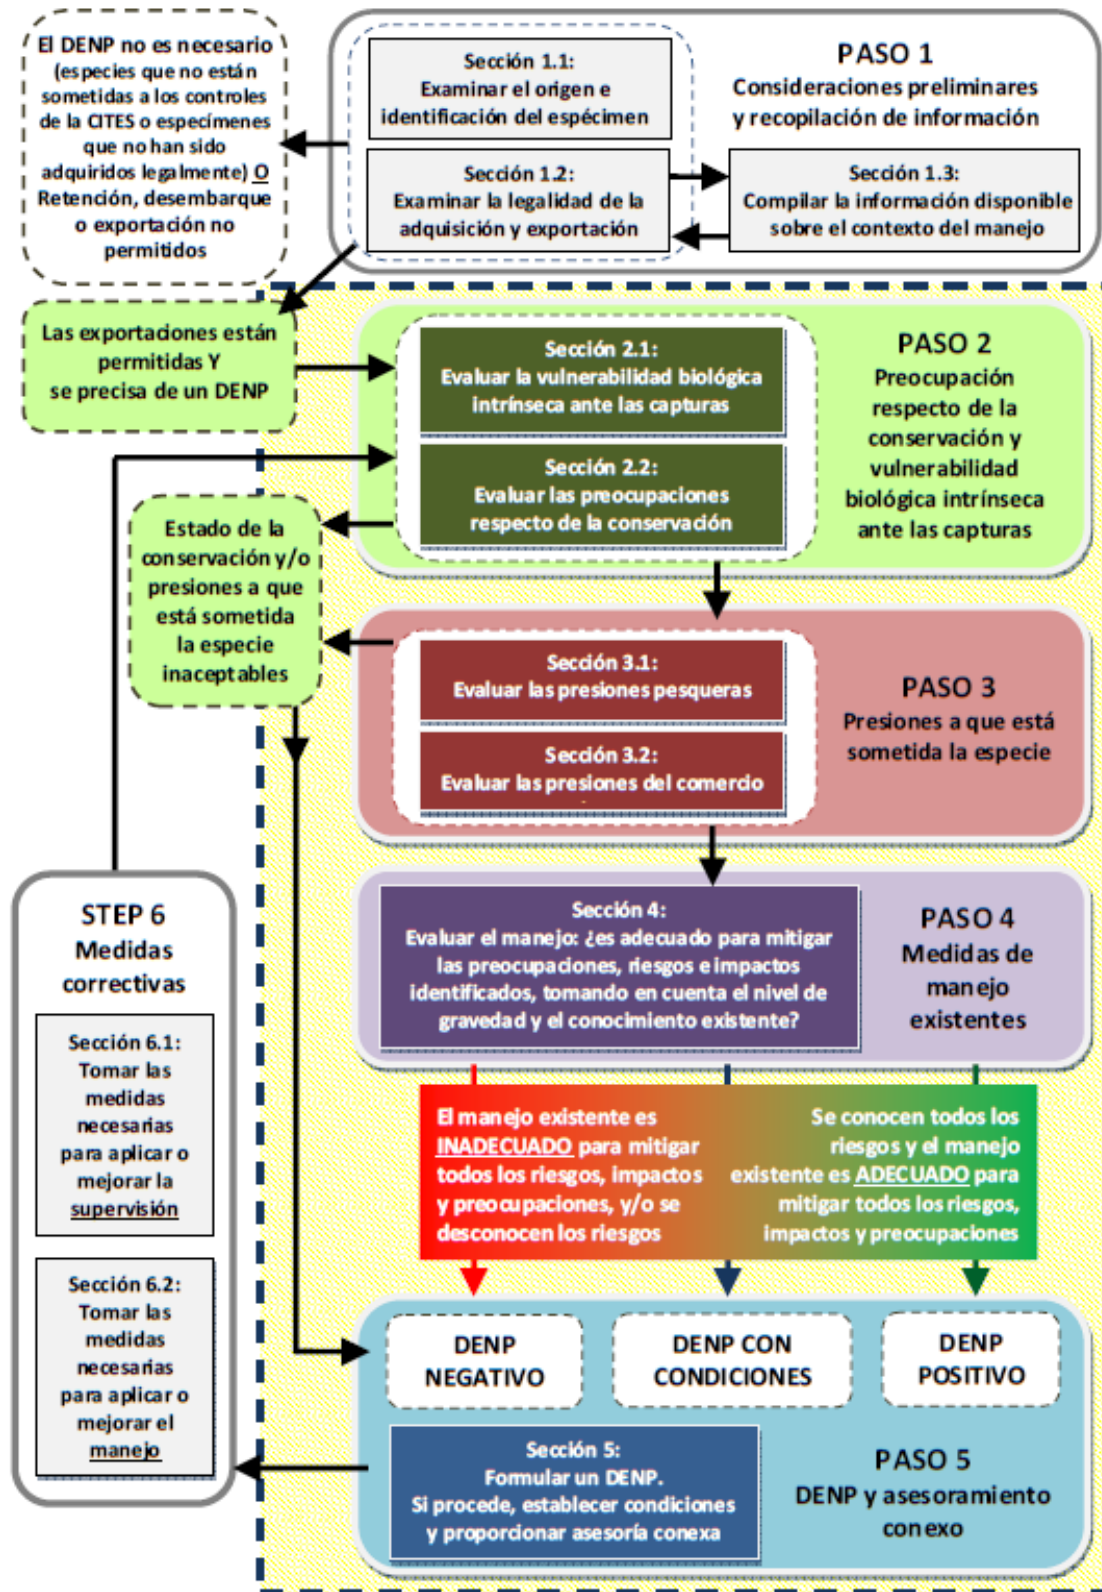 El DENP no es necesario
(especies que no están
sometidas a los controles
de la CITES o especímenes
que no han sido
adquiridos legalmente) O
Retención, desembarque
o exportación no
permitidos
Sección 1.1:
Examinar el origen e
identificación del espécimen
PASO 1
Consideraciones preliminares
y recopilación de información
Sección 1.2:
Examinar la legalidad de la
adquisición y exportación
Sección 1.3:
Compilar la información disponible
sobre el contexto del manejo
Las exportaciones están
permitidas Y
se precisa de un DENP
Sección 2.1:
Evaluar la vulnerabilidad biológica
intrínseca ante las capturas
Sección 2.2:
Evaluar las preocupaciones
respecto de la conservación
PASO 2
Preocupación
respecto de la
conservación y
vulnerabilidad
biológica intrínseca
ante las capturas
Estado de la
conservación y/o
presiones a que
está sometida
la especie
inaceptables
Sección 3.1:
Evaluar las presiones pesqueras
Sección 3.2:
Evaluar las presiones del comercio
PASO 3
Presiones a que está
sometida la especie
Sección 4:
Evaluar el manejo: ¿es adecuado para mitigar
las preocupaciones, riesgos e impactos
identificados, tomando en cuenta el nivel de
gravedad y el conocimiento existente?
PASO 4
Medidas de
manejo
existentes
STEP 6
Medidas
correctivas
Sección 6.1:
Tomar las
medidas
necesarias
para aplicar o
mejorar la
supervisión
Sección 6.2:
Tomar las
medidas
necesarias
para aplicar o
mejorar el
manejo
El manejo existente es
INADECUADO para mitigar
todos los riesgos, impactos
y preocupaciones, y/o se
desconocen los riesgos
Se conocen todos los
riesgos y el manejo
existente es ADECUADO para
mitigar todos los riesgos,
impactos y preocupaciones
DENP
NEGATIVO
DENP CON
CONDICIONES
DENP
POSITIVO
Sección 5:
Formular un DENP.
Si procede, establecer condiciones
y proporcionar asesoría conexa
PASO 5
DENP y asesoramiento
conexo